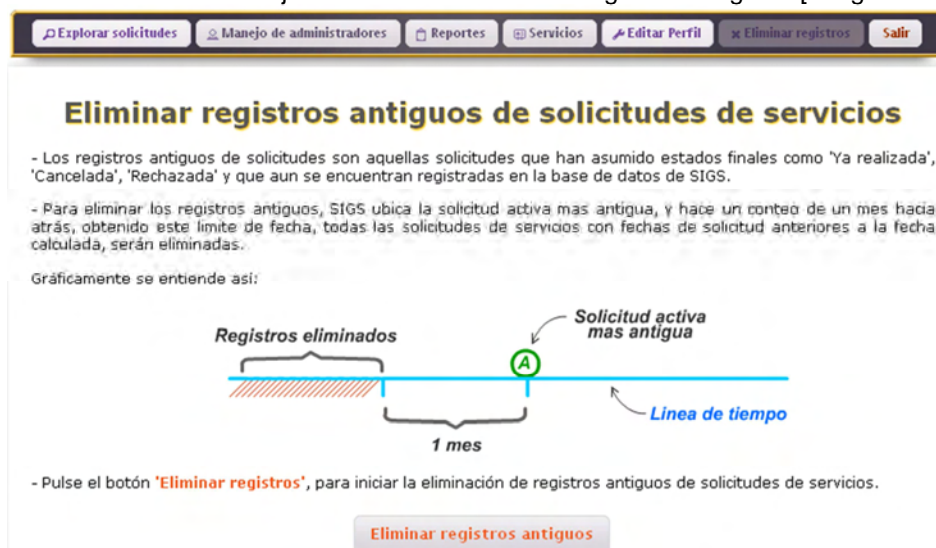 Explorar solicitudes Manejo de administradores Reportes Servicios Editar Perfil Eliminar registros Salir
Eliminar registros antiguos de solicitudes de servicios
- Los registros antiguos de solicitudes son aquellas solicitudes que han asumido estados finales como 'Ya realizada',
'Cancelada', 'Rechazada' y que aun se encuentran registradas en la base de datos de SIGS.
- Para eliminar los registros antiguos, SIGS ubica la solicitud activa mas antigua, y hace un conteo de un mes hacia
atrás, obtenido este limite de fecha, todas las solicitudes de servicios con fechas de solicitud anteriores a la fecha
calculada, serán eliminadas.
Gráficamente se entiende asi:
Solicitud activa
mas antigua
Registros eliminados
A
Linea de tiempo
1 mes
- Pulse el botón 'Eliminar registros', para iniciar la eliminación de registros antiguos de solicitudes de servicios.
Eliminar registros antiguos